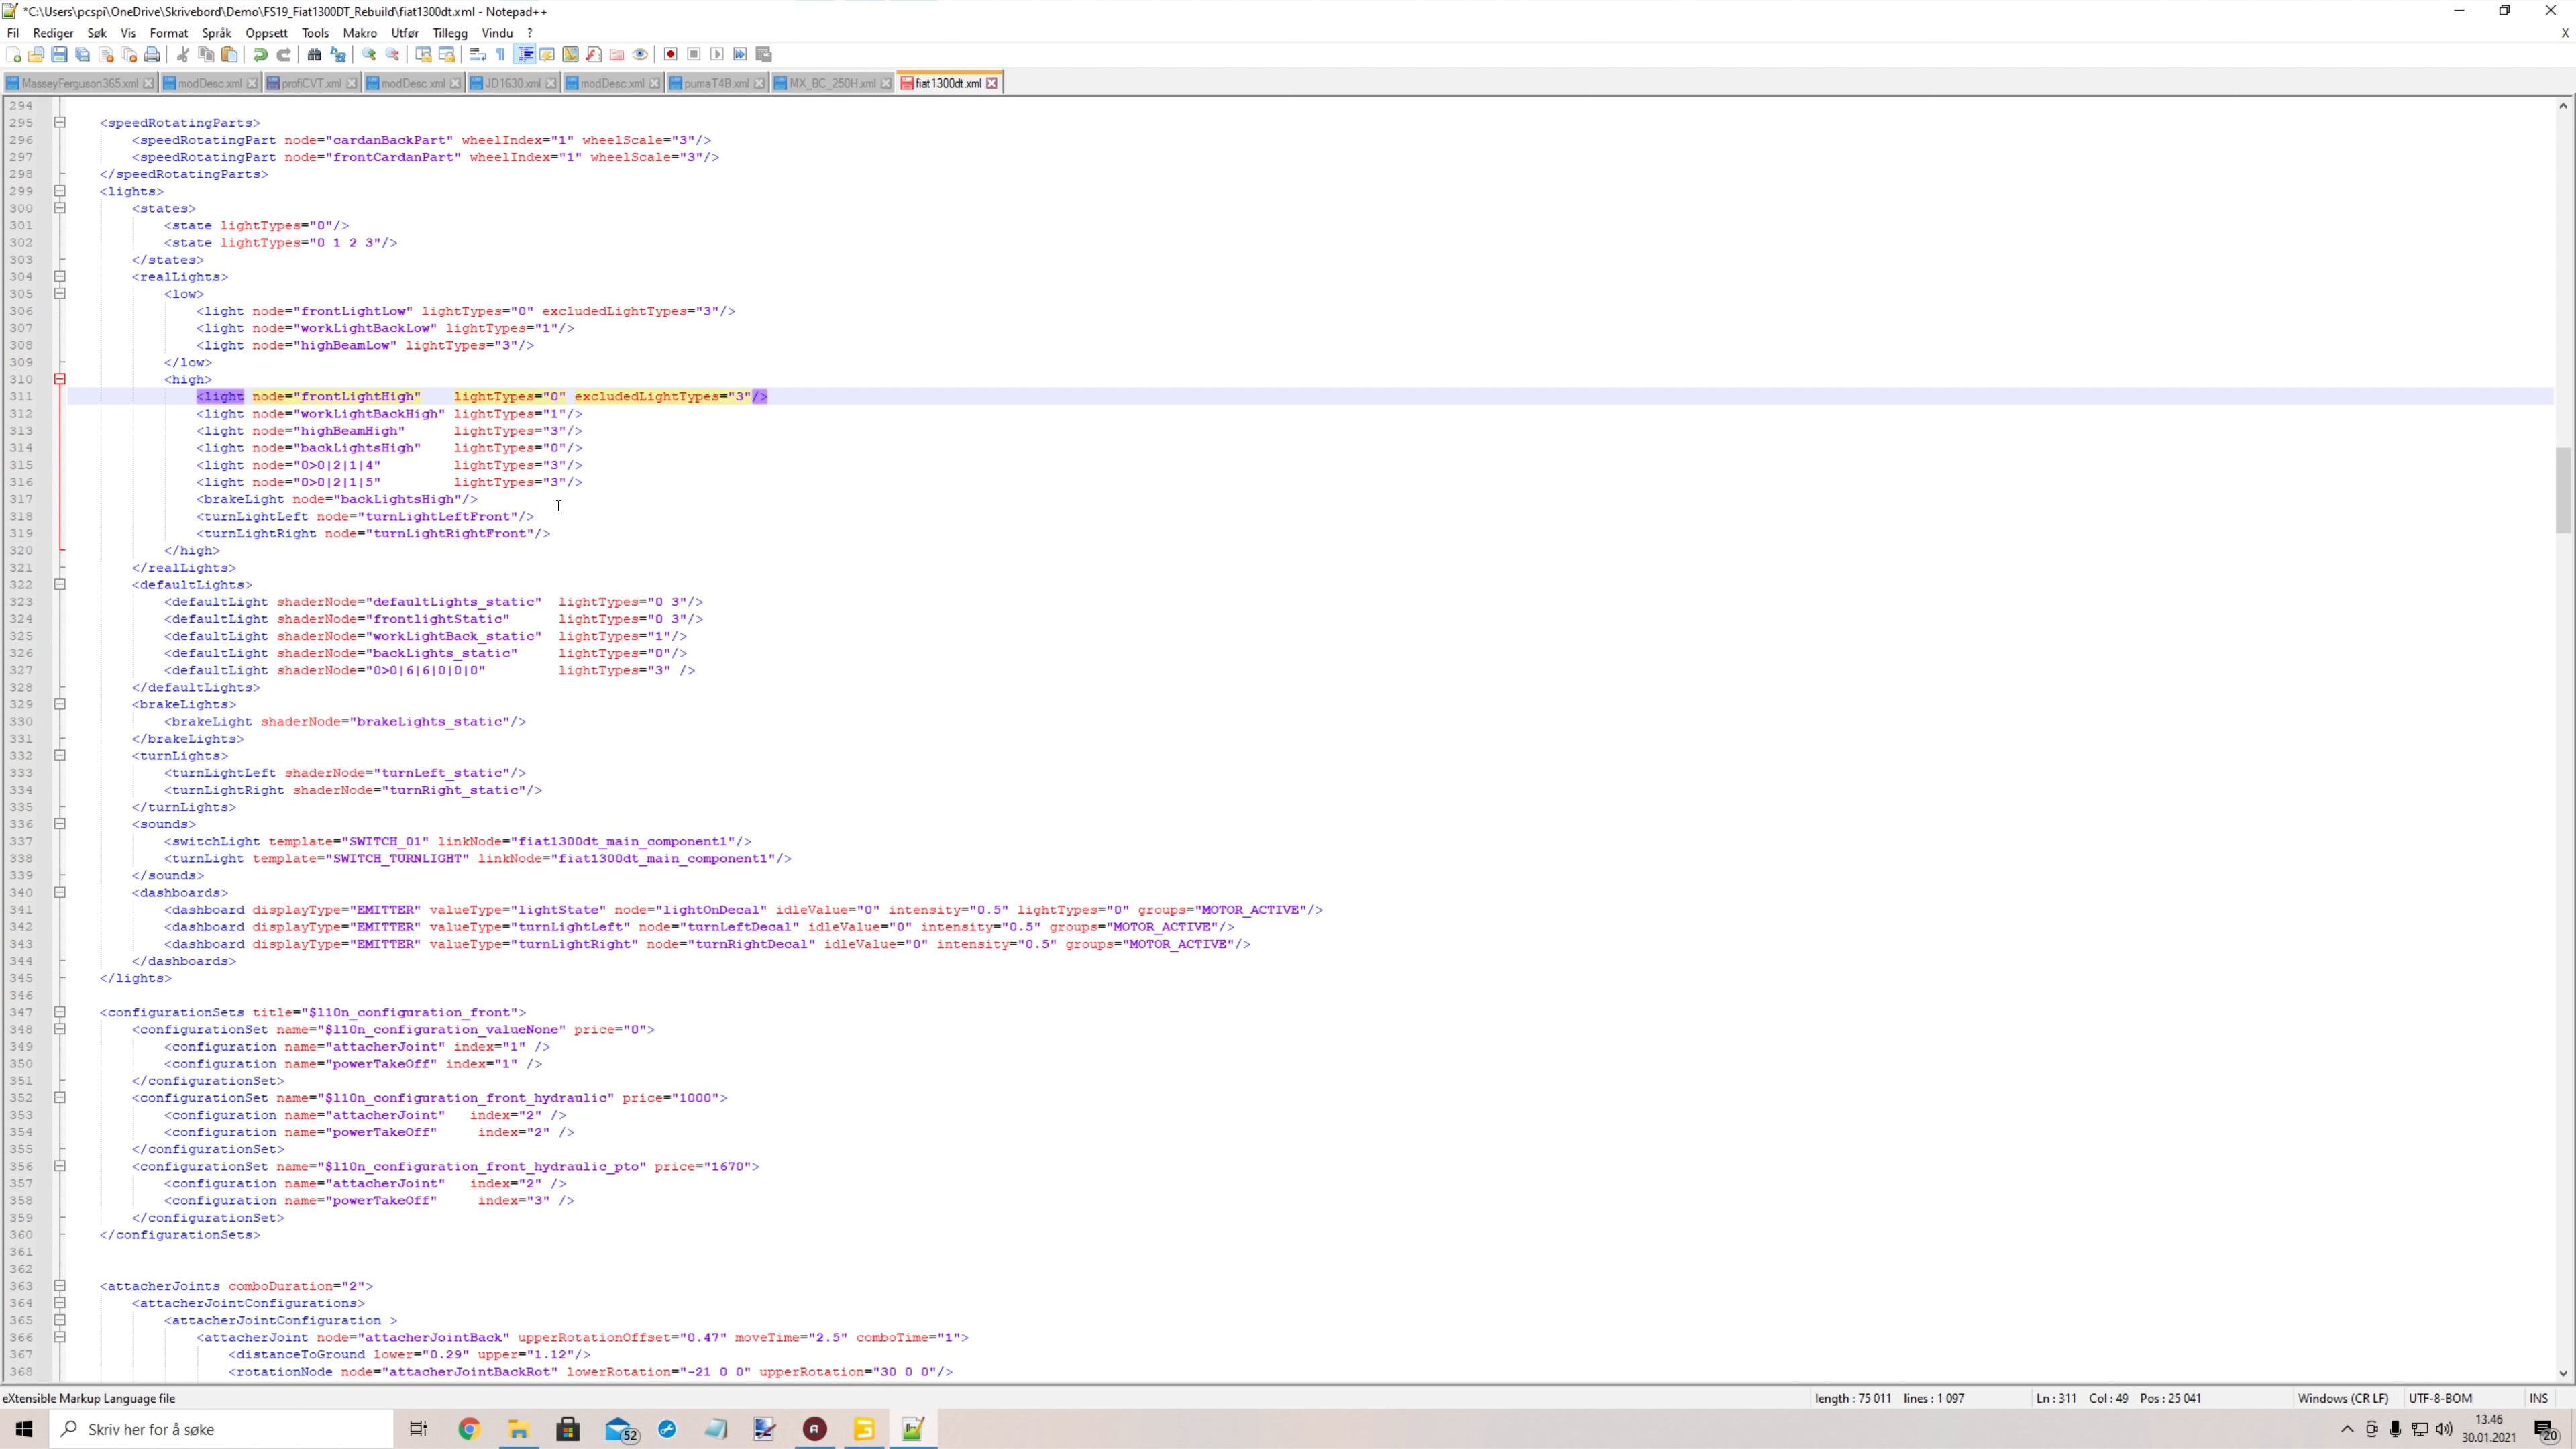 *C:\Users\pcspi\OneDrive\Skrivebord\Demo\FS19_Fiat1300DT_Rebuild\fiat1300dt.xml - Notepad++
Fil Rediger Søk Vis Format Språk Oppsett Tools Makro Utfør Tillegg Vindu ? X
MasseyFerguson365.xml modDesc.xml profiCVT.xml modDesc.xml JD1630.xml modDesc.xml pumaT4B.xml MX_BC_250H.xml fiat1300dt.xml
294
295 <speedRotatingParts>
296 <speedRotatingPart node="cardanBackPart" wheelIndex="1" wheelScale="3"/>
297 <speedRotatingPart node="frontCardanPart" wheelIndex="1" wheelScale="3"/>
298 </speedRotatingParts>
299 <lights>
300 <states>
301 <state lightTypes="0"/>
302 <state lightTypes="0 1 2 3"/>
303 </states>
304 <realLights>
305 <low>
306 <light node="frontLightLow" lightTypes="0" excludedLightTypes="3"/>
307 <light node="workLightBackLow" lightTypes="1"/>
308 <light node="highBeamLow" lightTypes="3"/>
309 </low>
310 <high>
311 <light node="frontLightHigh" lightTypes="0" excludedLightTypes="3"/>
312 <light node="workLightBackHigh" lightTypes="1"/>
313 <light node="highBeamHigh" lightTypes="3"/>
314 <light node="backLightsHigh" lightTypes="0"/>
315 <light node="0>0|2|1|4" lightTypes="3"/>
316 <light node="0>0|2|1|5" lightTypes="3"/>
317 <brakeLight node="backLightsHigh"/>
318 <turnLightLeft node="turnLightLeftFront"/>
319 <turnLightRight node="turnLightRightFront"/>
320 </high>
321 </realLights>
322 <defaultLights>
323 <defaultLight shaderNode="defaultLights_static" lightTypes="0 3"/>
324 <defaultLight shaderNode="frontlightStatic" lightTypes="0 3"/>
325 <defaultLight shaderNode="workLightBack_static" lightTypes="1"/>
326 <defaultLight shaderNode="backLights_static" lightTypes="0"/>
327 <defaultLight shaderNode="0>0|6|6|0|0|0" lightTypes="3" />
328 </defaultLights>
329 <brakeLights>
330 <brakeLight shaderNode="brakeLights_static"/>
331 </brakeLights>
332 <turnLights>
333 <turnLightLeft shaderNode="turnLeft_static"/>
334 <turnLightRight shaderNode="turnRight_static"/>
335 </turnLights>
336 <sounds>
337 <switchLight template="SWITCH_01" linkNode="fiat1300dt_main_component1"/>
338 <turnLight template="SWITCH_TURNLIGHT" linkNode="fiat1300dt_main_component1"/>
339 </sounds>
340 <dashboards>
341 <dashboard displayType="EMITTER" valueType="lightState" node="lightOnDecal" idleValue="0" intensity="0.5" lightTypes="0" groups="MOTOR_ACTIVE"/>
342 <dashboard displayType="EMITTER" valueType="turnLightLeft" node="turnLeftDecal" idleValue="0" intensity="0.5" groups="MOTOR_ACTIVE"/>
343 <dashboard displayType="EMITTER" valueType="turnLightRight" node="turnRightDecal" idleValue="0" intensity="0.5" groups="MOTOR_ACTIVE"/>
344 </dashboards>
345 </lights>
346
347 <configurationSets title="$l10n_configuration_front">
348 <configurationSet name="$l10n_configuration_valueNone" price="0">
349 <configuration name="attacherJoint" index="1" />
350 <configuration name="powerTakeOff" index="1" />
351 </configurationSet>
352 <configurationSet name="$l10n_configuration_front_hydraulic" price="1000">
353 <configuration name="attacherJoint" index="2" />
354 <configuration name="powerTakeOff" index="2" />
355 </configurationSet>
356 <configurationSet name="$l10n_configuration_front_hydraulic_pto" price="1670">
357 <configuration name="attacherJoint" index="2" />
358 <configuration name="powerTakeOff" index="3" />
359 </configurationSet>
360 </configurationSets>
361
362
363 <attacherJoints comboDuration="2">
364 <attacherJointConfigurations>
365 <attacherJointConfiguration >
366 <attacherJoint node="attacherJointBack" upperRotationOffset="0.47" moveTime="2.5" comboTime="1">
367 <distanceToGround lower="0.29" upper="1.12"/>
368 <rotationNode node="attacherJointBackRot" lowerRotation="-21 0 0" upperRotation="30 0 0"/>
eXtensible Markup Language file length : 75 011 lines : 1 097 Ln : 311 Col : 49 Pos : 25 041 Windows (CR LF) UTF-8-BOM INS
Skriv her for å søke 52 13.46
30.01.2021 20